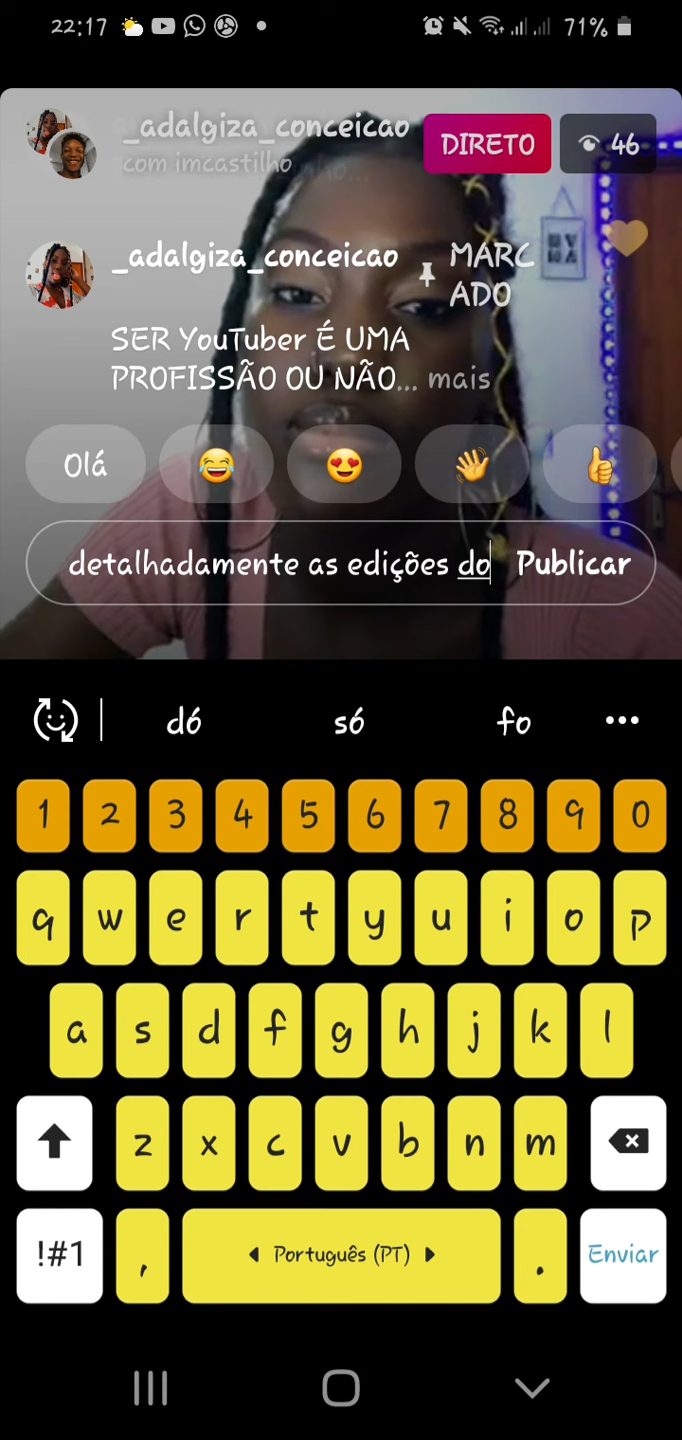 22:17
71%
_adalgiza_conceicao
com imcastilho
DIRETO
46
_adalgiza_conceicao
MARC
ADO
SER YouTuber É UMA
PROFISSÃO OU NÃO... mais
Olá
detalhadamente as edições do
Publicar
dó só fo
1 2 3 4 5 6 7 8 9 0
q w e r t y u i o p
a s d f g h j k l
z x c v b n m
!#1 , Português (PT) . Enviar